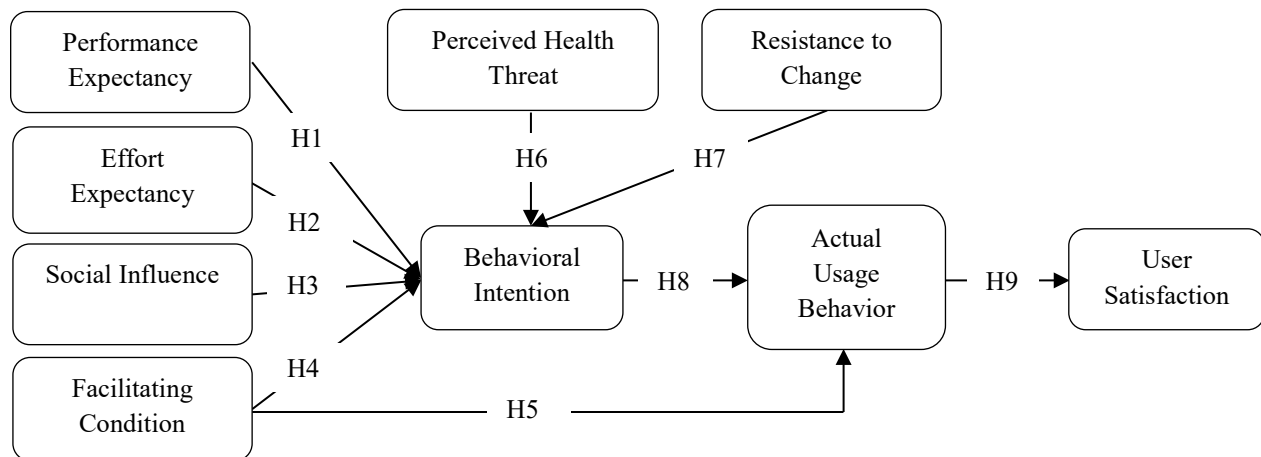 Performance
Expectancy
Perceived Health
Threat
Resistance to
Change
H1
Effort
Expectancy
H6
H7
H2
Social Influence
H3
Behavioral
Intention
H8
Actual
Usage
Behavior
H9
User
Satisfaction
H4
Facilitating
Condition
H5